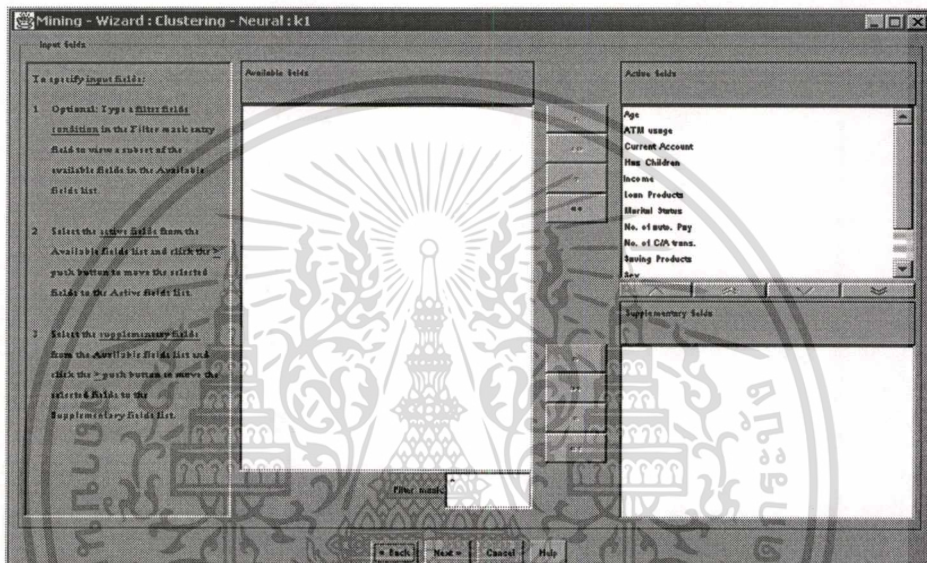 Mining - Wizard : Clustering - Neural : k1
Input fields
To specify input fields:
1 Optional: Type a filter fields
condition in the Filter mask entry
field to view a subset of the
available fields in the Available
fields list.
2 Select the active fields from the
Available fields list and click the >
push button to move the selected
fields to the Active fields list.
3 Select the supplementary fields
from the Available fields list and
click the > push button to move the
selected fields to the
Supplementary fields list.
Available fields
Filter mask:
*
Active fields
Age
ATM usage
Current Account
Has Children
Income
Loan Products
Marital Status
No. of auto. Pay
No. of C/A trans.
Saving Products
Sex
Supplementary fields
« Back
Next »
Cancel
Help